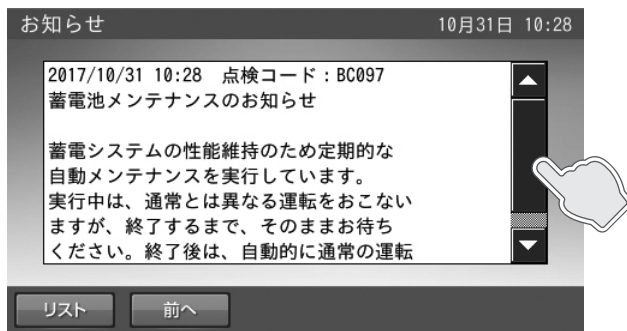 お知らせ 10月31日 10:28
2017/10/31 10:28 点検コード：BC097
蓄電池メンテナンスのお知らせ
蓄電システムの性能維持のため定期的な
自動メンテナンスを実行しています。
実行中は、通常とは異なる運転をおこない
ますが、終了するまで、そのままお待ち
ください。終了後は、自動的に通常の運転
リスト 前へ